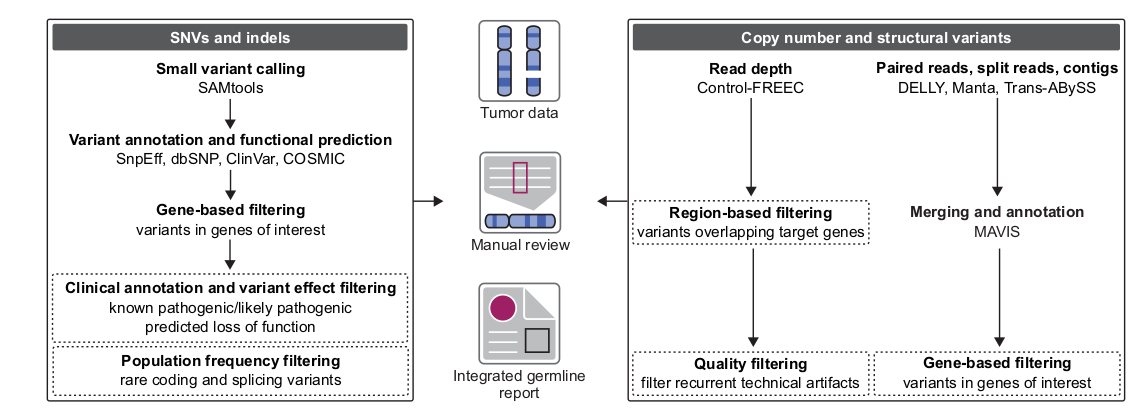 SNVs and indels
Small variant calling
SAMtools
Variant annotation and functional prediction
SnpEff, dbSNP, ClinVar, COSMIC
Gene-based filtering
variants in genes of interest
Clinical annotation and variant effect filtering
known pathogenic/likely pathogenic
predicted loss of function
Population frequency filtering
rare coding and splicing variants
Tumor data
Manual review
Integrated germline
report
Copy number and structural variants
Read depth
Control-FREEC
Region-based filtering
variants overlapping target genes
Quality filtering
filter recurrent technical artifacts
Paired reads, split reads, contigs
DELLY, Manta, Trans-ABySS
Merging and annotation
MAVIS
Gene-based filtering
variants in genes of interest